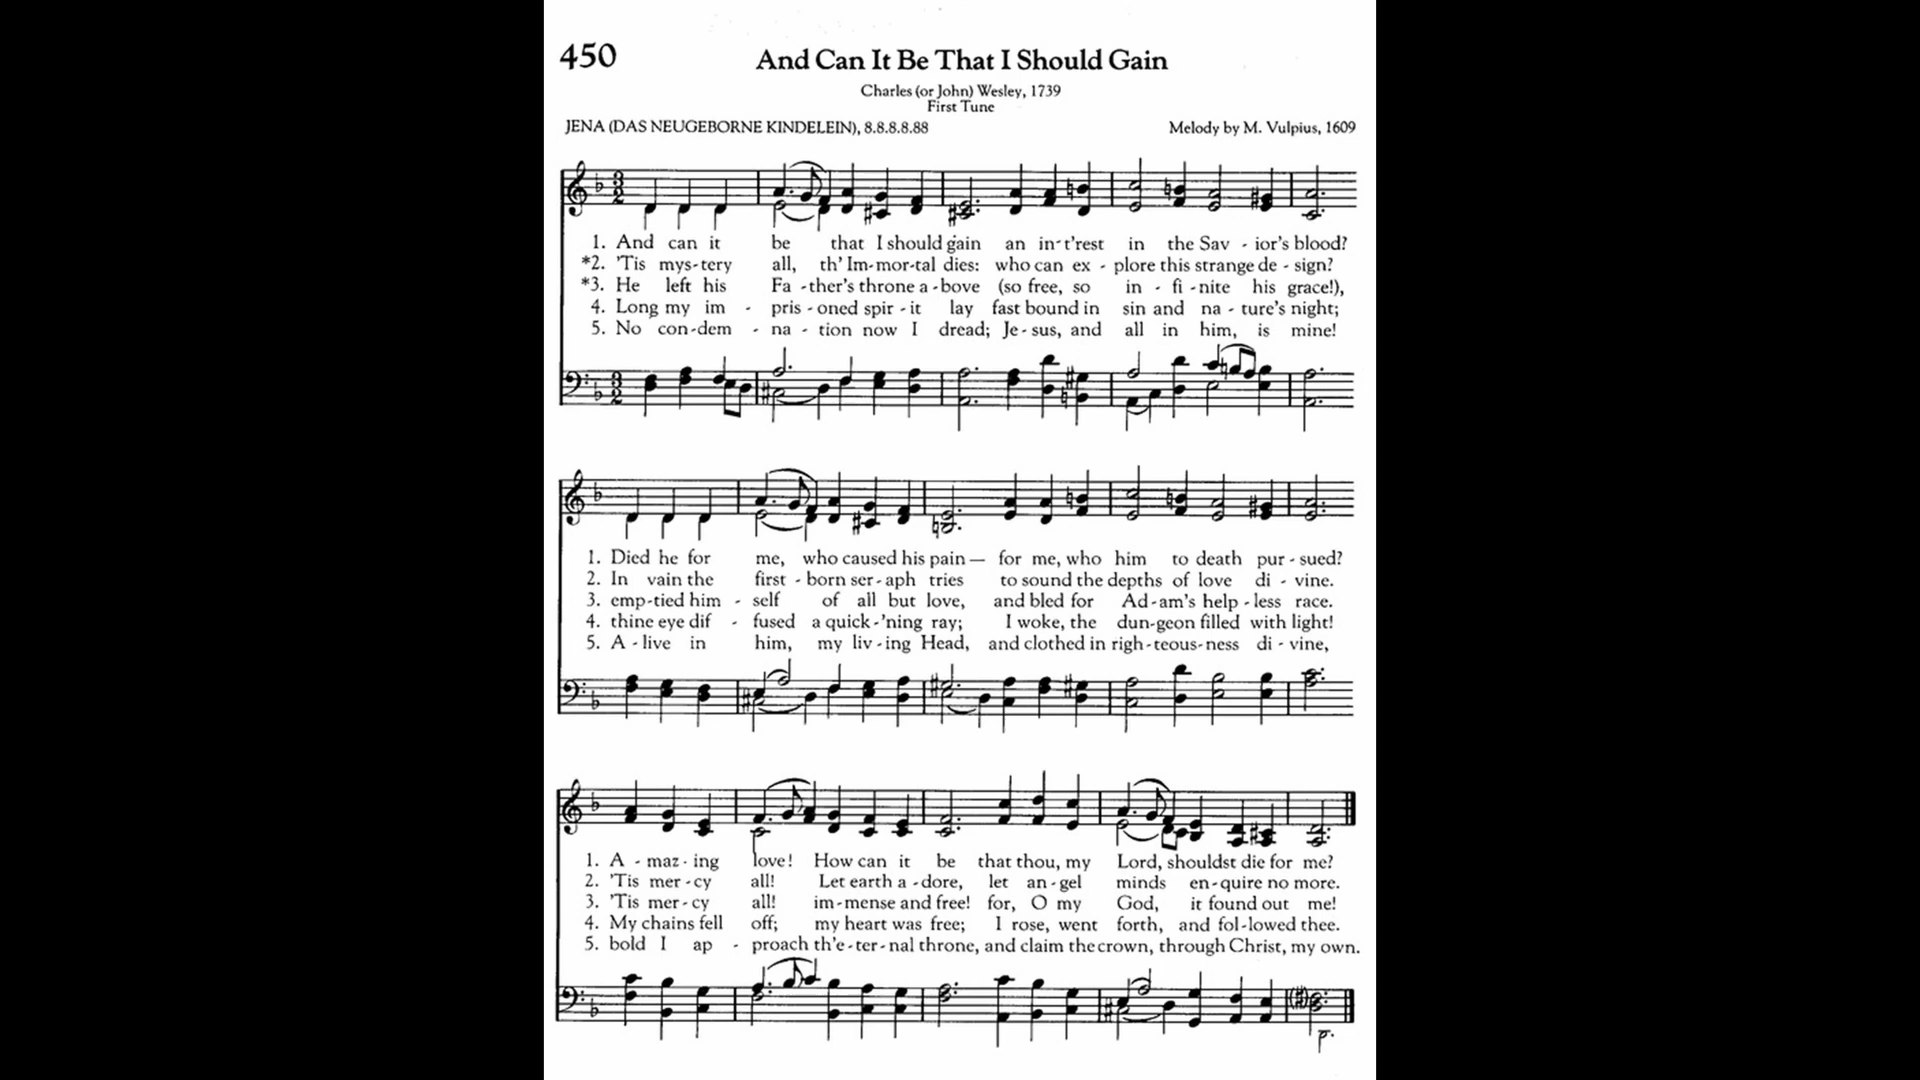 450
And Can It Be That I Should Gain
Charles (or John) Wesley, 1739
First Tune
JENA (DAS NEUGEBORNE KINDELEIN), 8.8.8.8.88 Melody by M. Vulpius, 1609
1. And can it be that I should gain an in-t'rest in the Sav - ior's blood?
*2. 'Tis mys-tery all, th' Im-mor-tal dies: who can ex - plore this strange de - sign?
*3. He left his Fa - ther's throne a - bove (so free, so in - fi - nite his grace!),
4. Long my im - pris - oned spir - it lay fast bound in sin and na - ture's night;
5. No con-dem - na - tion now I dread; Je - sus, and all in him, is mine!
1. Died he for me, who caused his pain— for me, who him to death pur - sued?
2. In vain the first - born ser - aph tries to sound the depths of love di - vine.
3. emp-tied him - self of all but love, and bled for Ad-am's help - less race.
4. thine eye dif - fused a quick-'ning ray; I woke, the dun-geon filled with light!
5. A - live in him, my liv - ing Head, and clothed in righ-teous-ness di - vine,
1. A - maz - ing love! How can it be that thou, my Lord, shouldst die for me?
2. 'Tis mer - cy all! Let earth a - dore, let an - gel minds en-quire no more.
3. 'Tis mer - cy all! im-mense and free! for, O my God, it found out me!
4. My chains fell off; my heart was free; I rose, went forth, and fol-lowed thee.
5. bold I ap - proach th'e-ter-nal throne, and claim the crown, through Christ, my own.